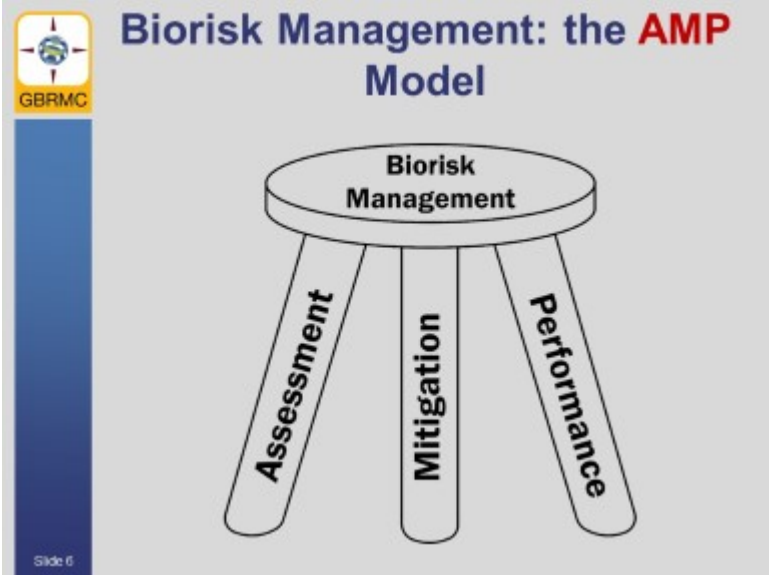 GBRMC
Biorisk Management: the AMP
Model
Biorisk
Management
Assessment
Mitigation
Performance
Slide 6